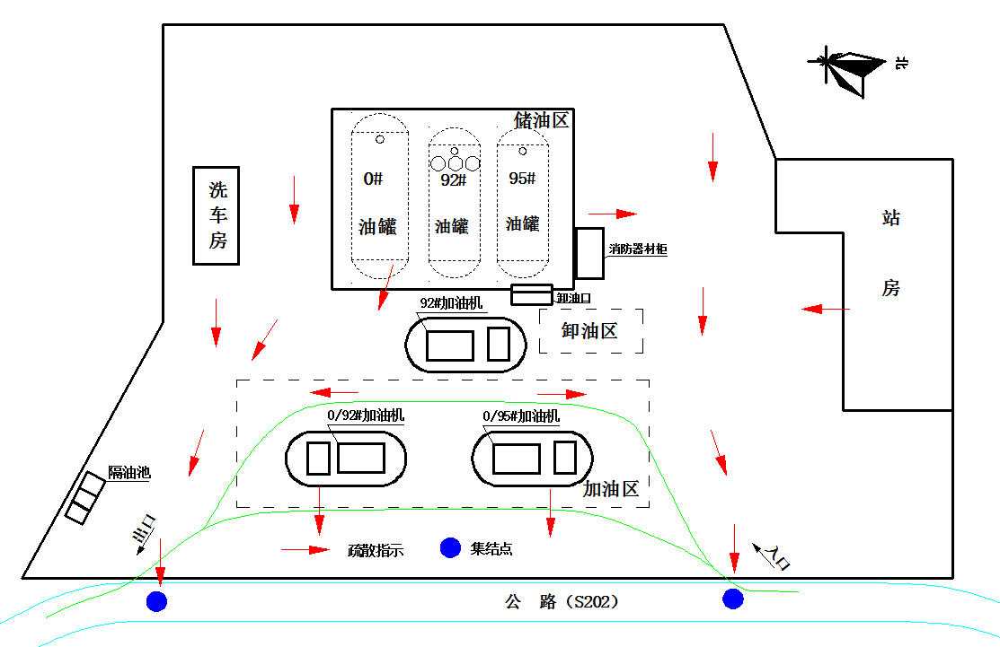 北
储油区
0#
油罐
92#
油罐
95#
油罐
洗
车
房
站
房
消防器材柜
卸油口
92#加油机
卸油区
0/92#加油机
0/95#加油机
加油区
隔油池
出口
疏散指示
集结点
入口
公 路（S202）